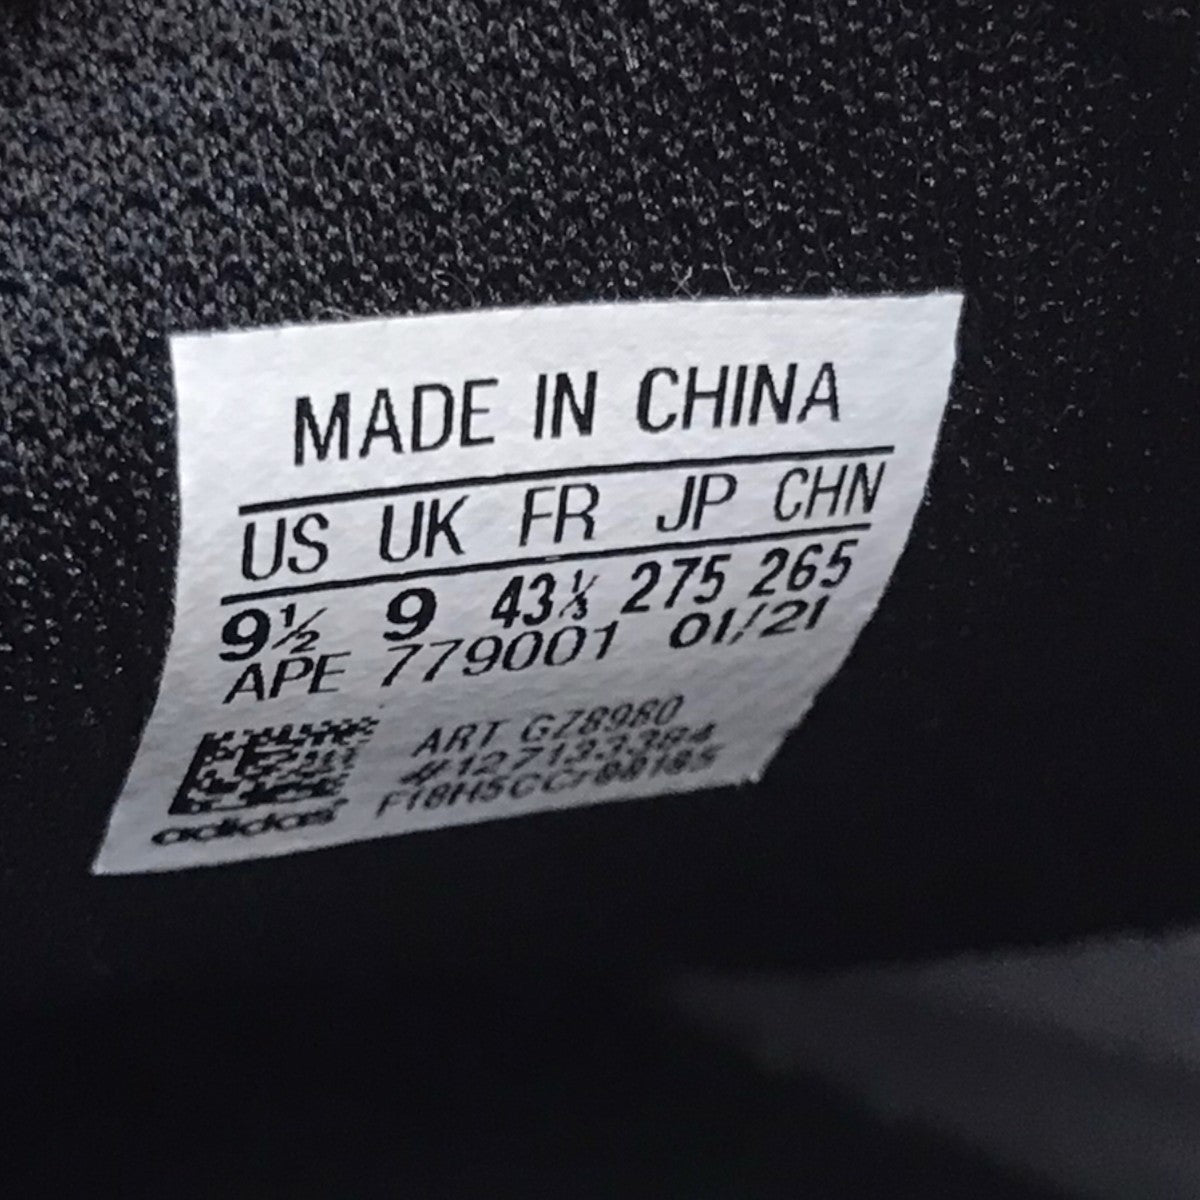 MADE IN CHINA
US UK FR JP CHN
9½ 9 43⅓ 275 265
APE 779001 01/21
ART GZ8980
#127133384
adidas